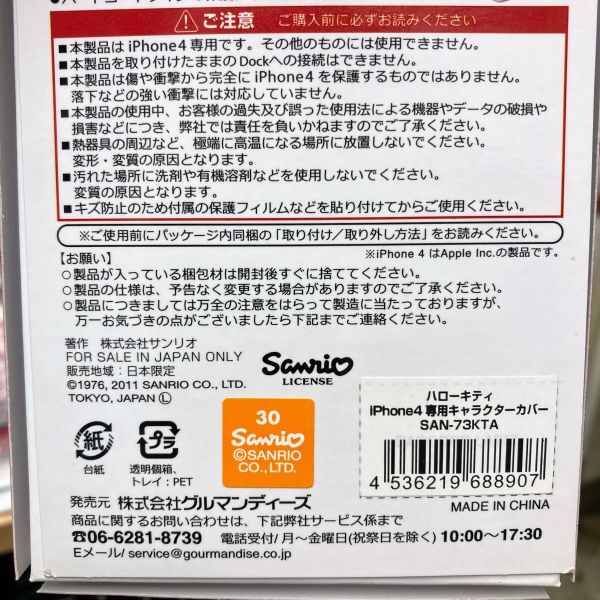 ⚠ご注意 ご購入前に必ずお読みください
■本製品は iPhone4 専用です。その他のものには使用できません。
■本製品を取り付けたままのDockへの接続はできません。
■本製品は傷や衝撃から完全に iPhone4 を保護するものではありません。
落下などの強い衝撃には対応していません。
■本製品の使用中、お客様の過失及び誤った使用法による機器やデータの破損や
損害などにつき、弊社では責任を負いかねますのでご了承ください。
■熱器具の周辺など、極端に高温になる場所に放置しないでください。
変形・変質の原因となります。
■汚れた場所に洗剤や有機溶剤などを使用しないでください。
変質の原因となります。
■キズ防止のため付属の保護フィルムなどを貼り付けてからご使用ください。
※ご使用前にパッケージ内同梱の「取り付け/取り外し方法」をお読みください。
※iPhone 4 はApple Inc.の製品です。
【お願い】
○製品が入っている梱包材は開封後すぐに捨ててください。
○製品の仕様は、予告なく変更する場合がありますのでご了承ください。
○製品につきましては万全の注意をはらって製造に当たっておりますが、
万一お気づきの点がございましたら下記までご連絡ください。
著作 株式会社サンリオ
FOR SALE IN JAPAN ONLY
販売地域：日本限定
©1976, 2011 SANRIO CO., LTD.
TOKYO, JAPAN Ⓛ
Sanrio
LICENSE
紙
台紙
プラ
透明個箱、
トレイ：PET
30
Sanrio
©SANRIO
CO.,LTD.
ハローキティ
iPhone4 専用キャラクターカバー
SAN-73KTA
4 536219 688907
MADE IN CHINA
発売元 株式会社グルマンディーズ
商品に関するお問い合わせは、下記弊社サービス係まで
☎06-6281-8739 電話受付/ 月〜金曜日(祝祭日を除く) 10:00〜17:30
Eメール/ service@gourmandise.co.jp